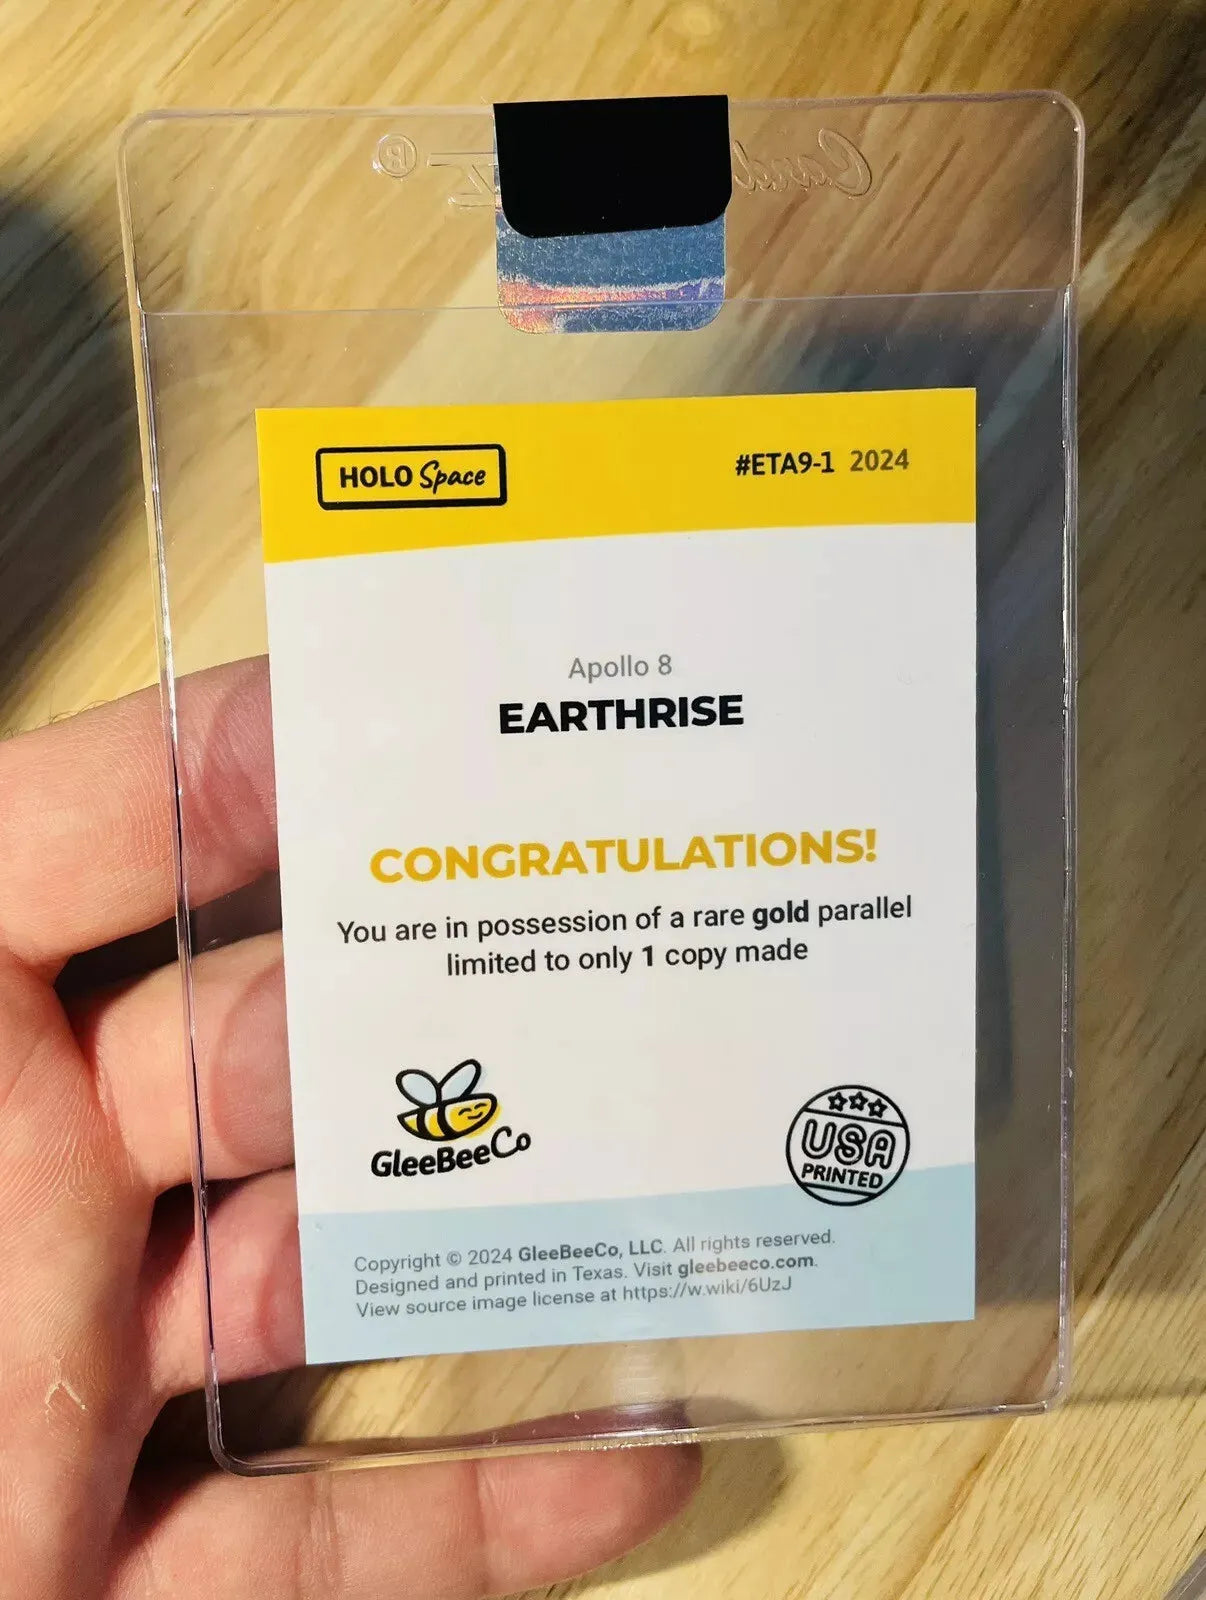 HOLO Space
#ETA9-1 2024
Apollo 8
EARTHRISE
CONGRATULATIONS!
You are in possession of a rare gold parallel
limited to only 1 copy made
GleeBeeCo
USA
PRINTED
Copyright © 2024 GleeBeeCo, LLC. All rights reserved.
Designed and printed in Texas. Visit gleebeeco.com.
View source image license at https://w.wiki/6UzJ